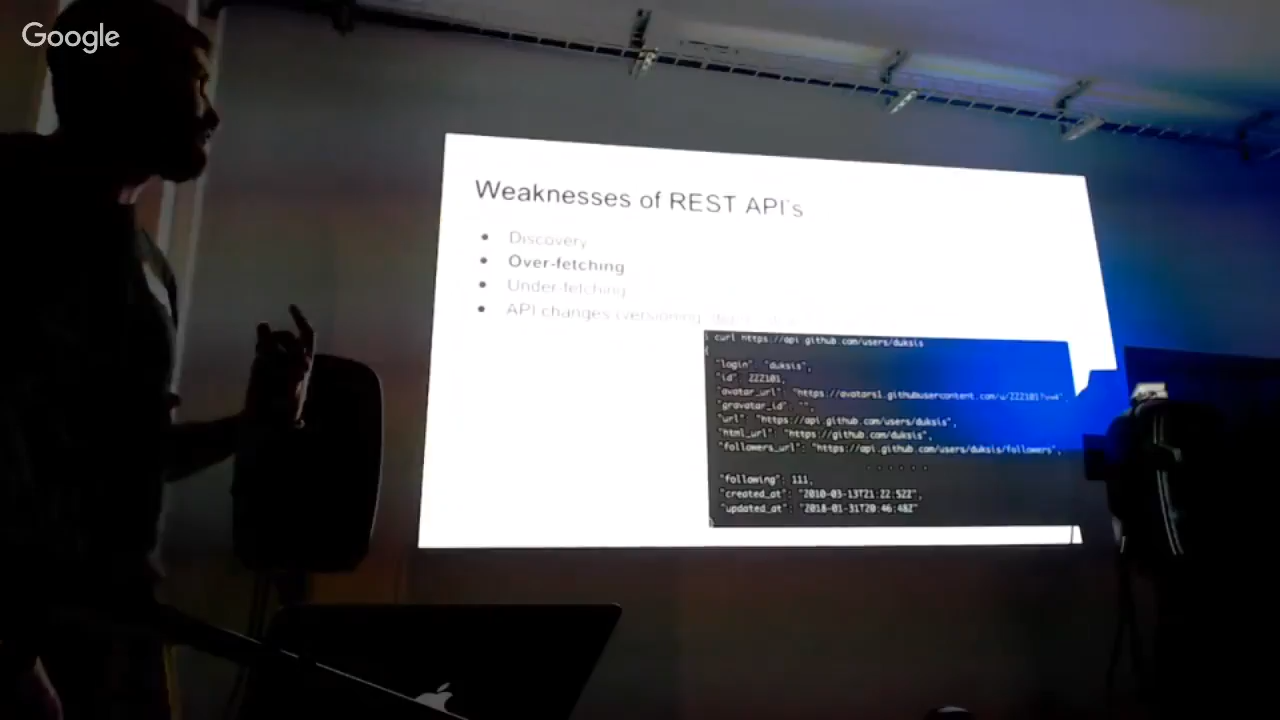 Google
Weaknesses of REST API's
Discovery
Over-fetching
Under-fetching
API changes (versioning
curl https://api.github.com/users/duksis
{
"login": "duksis",
"id": 222101,
"avatar_url": "https://avatars1.githubusercontent.com/u/222101?v=4",
"gravatar_id": "",
"url": "https://api.github.com/users/duksis",
"html_url": "https://github.com/duksis",
"followers_url": "https://api.github.com/users/duksis/followers",
......
"following": 111,
"created_at": "2010-03-13T21:22:52Z",
"updated_at": "2018-01-31T20:46:48Z"
}